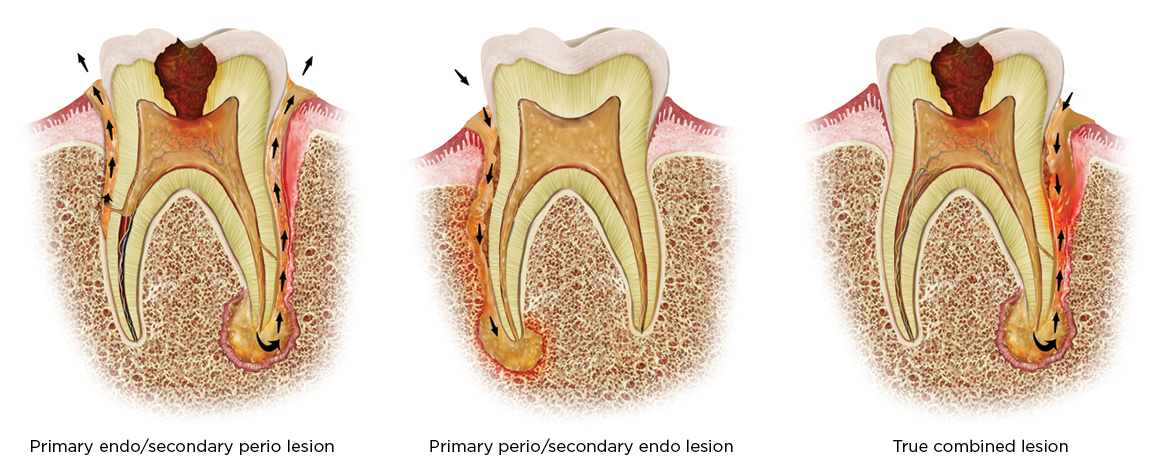 Primary endo/secondary perio lesion
Primary perio/secondary endo lesion
True combined lesion